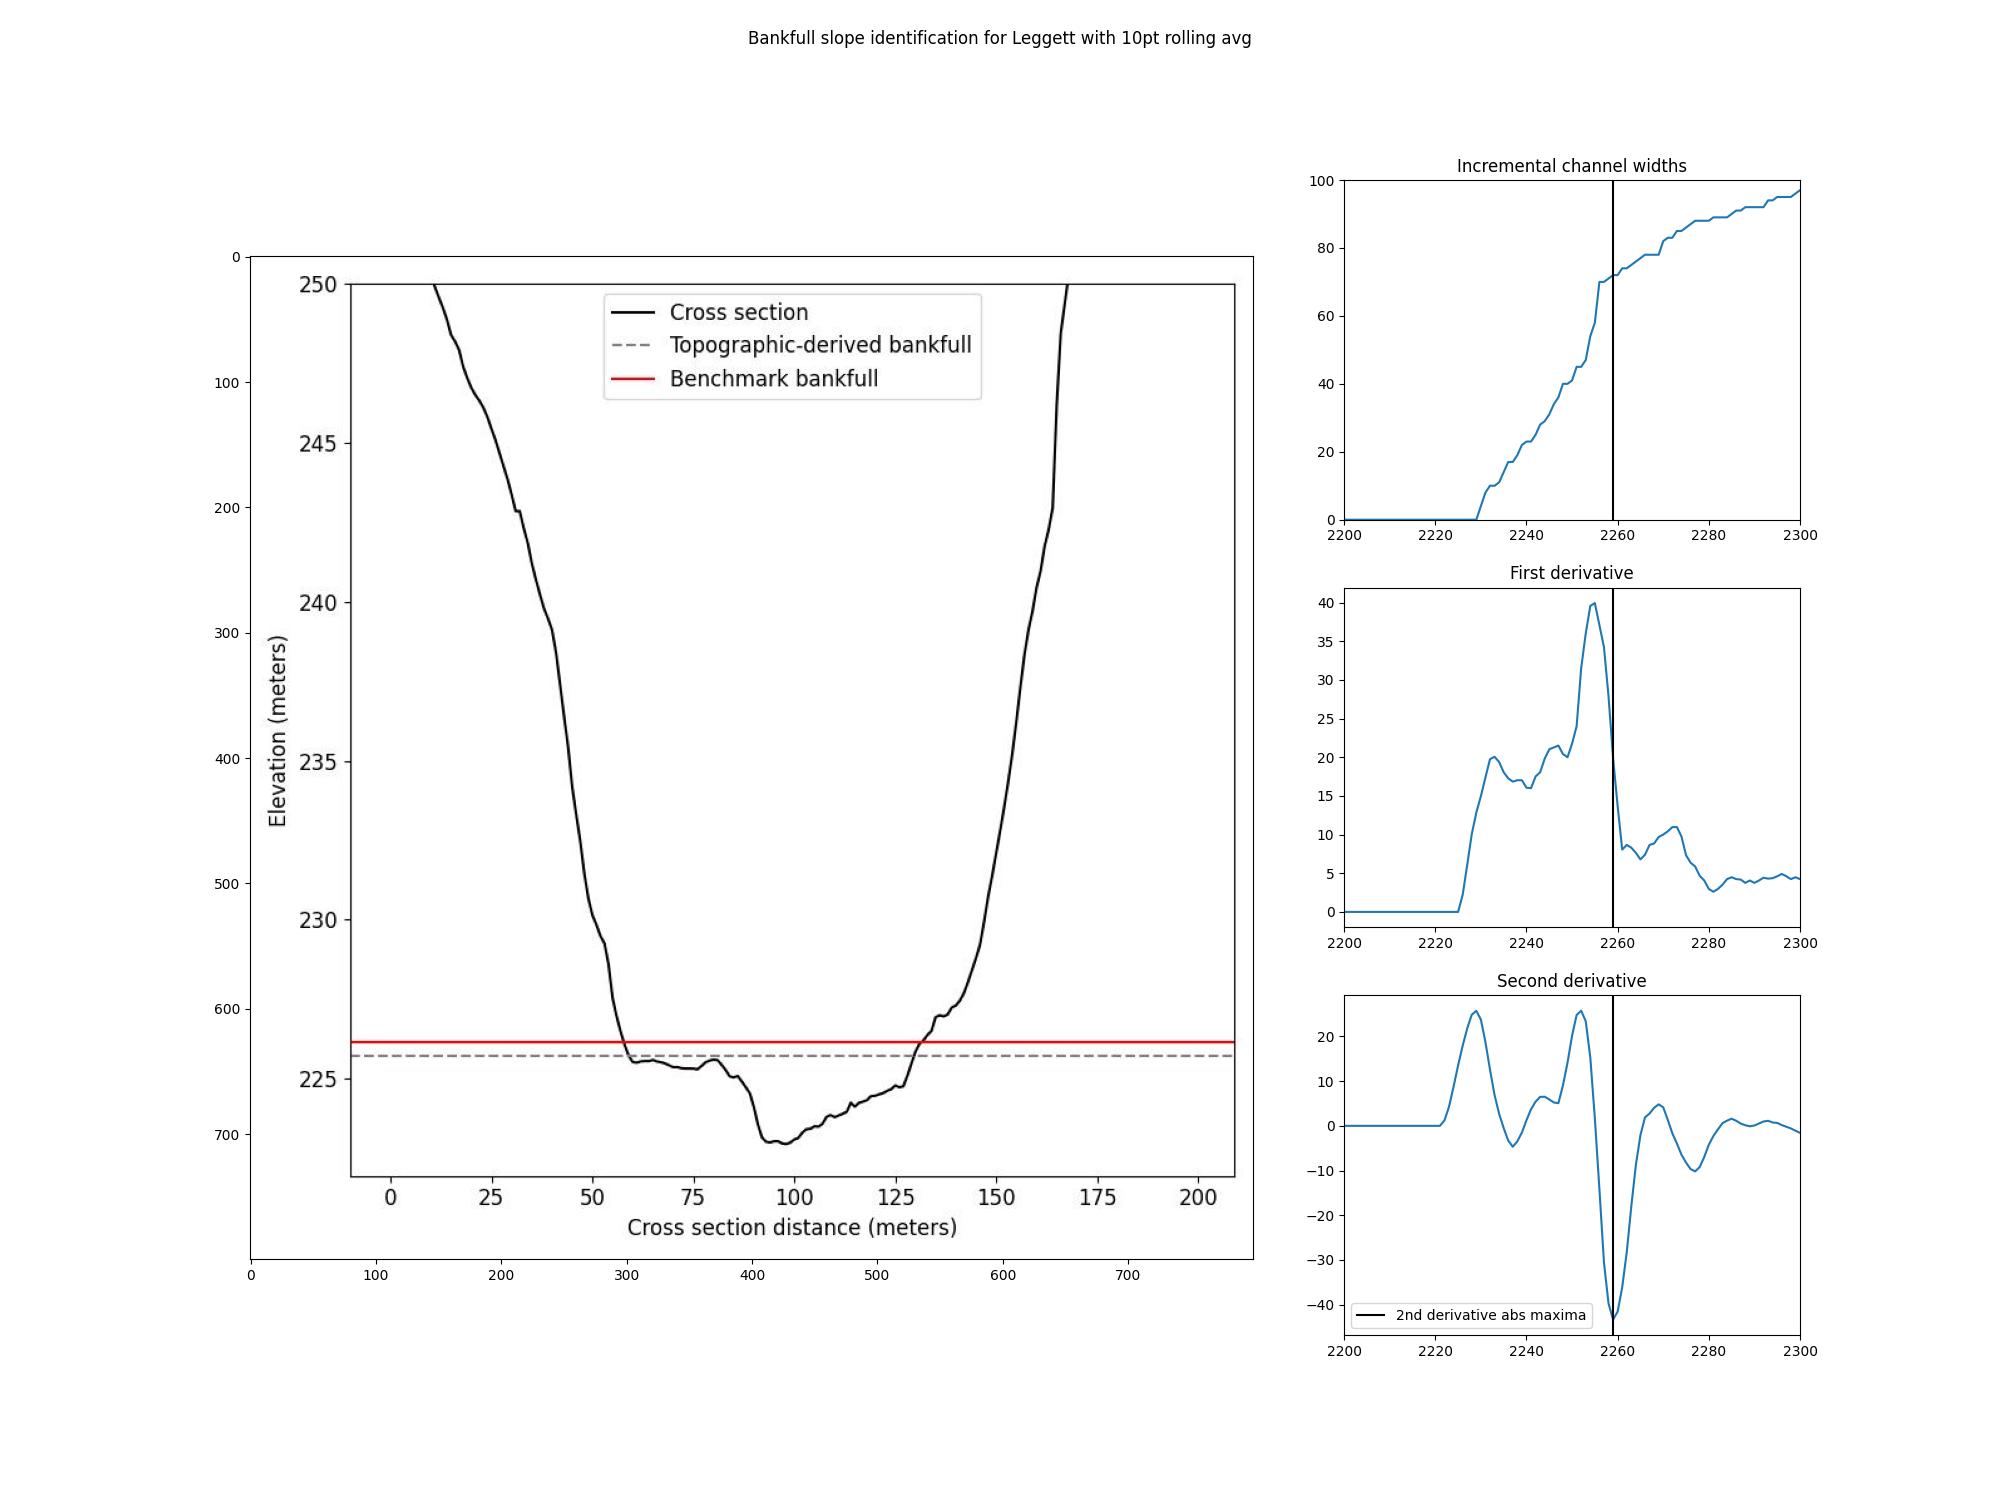 Bankfull slope identification for Leggett with 10pt rolling avg
0
100
200
300
400
500
600
700
0 100 200 300 400 500 600 700
Elevation (meters)
250
245
240
235
230
225
Cross section
Topographic-derived bankfull
Benchmark bankfull
0 25 50 75 100 125 150 175 200
Cross section distance (meters)
Incremental channel widths
100
80
60
40
20
0
2200 2220 2240 2260 2280 2300
First derivative
40
35
30
25
20
15
10
5
0
2200 2220 2240 2260 2280 2300
Second derivative
20
10
0
−10
−20
−30
−40
2nd derivative abs maxima
2200 2220 2240 2260 2280 2300